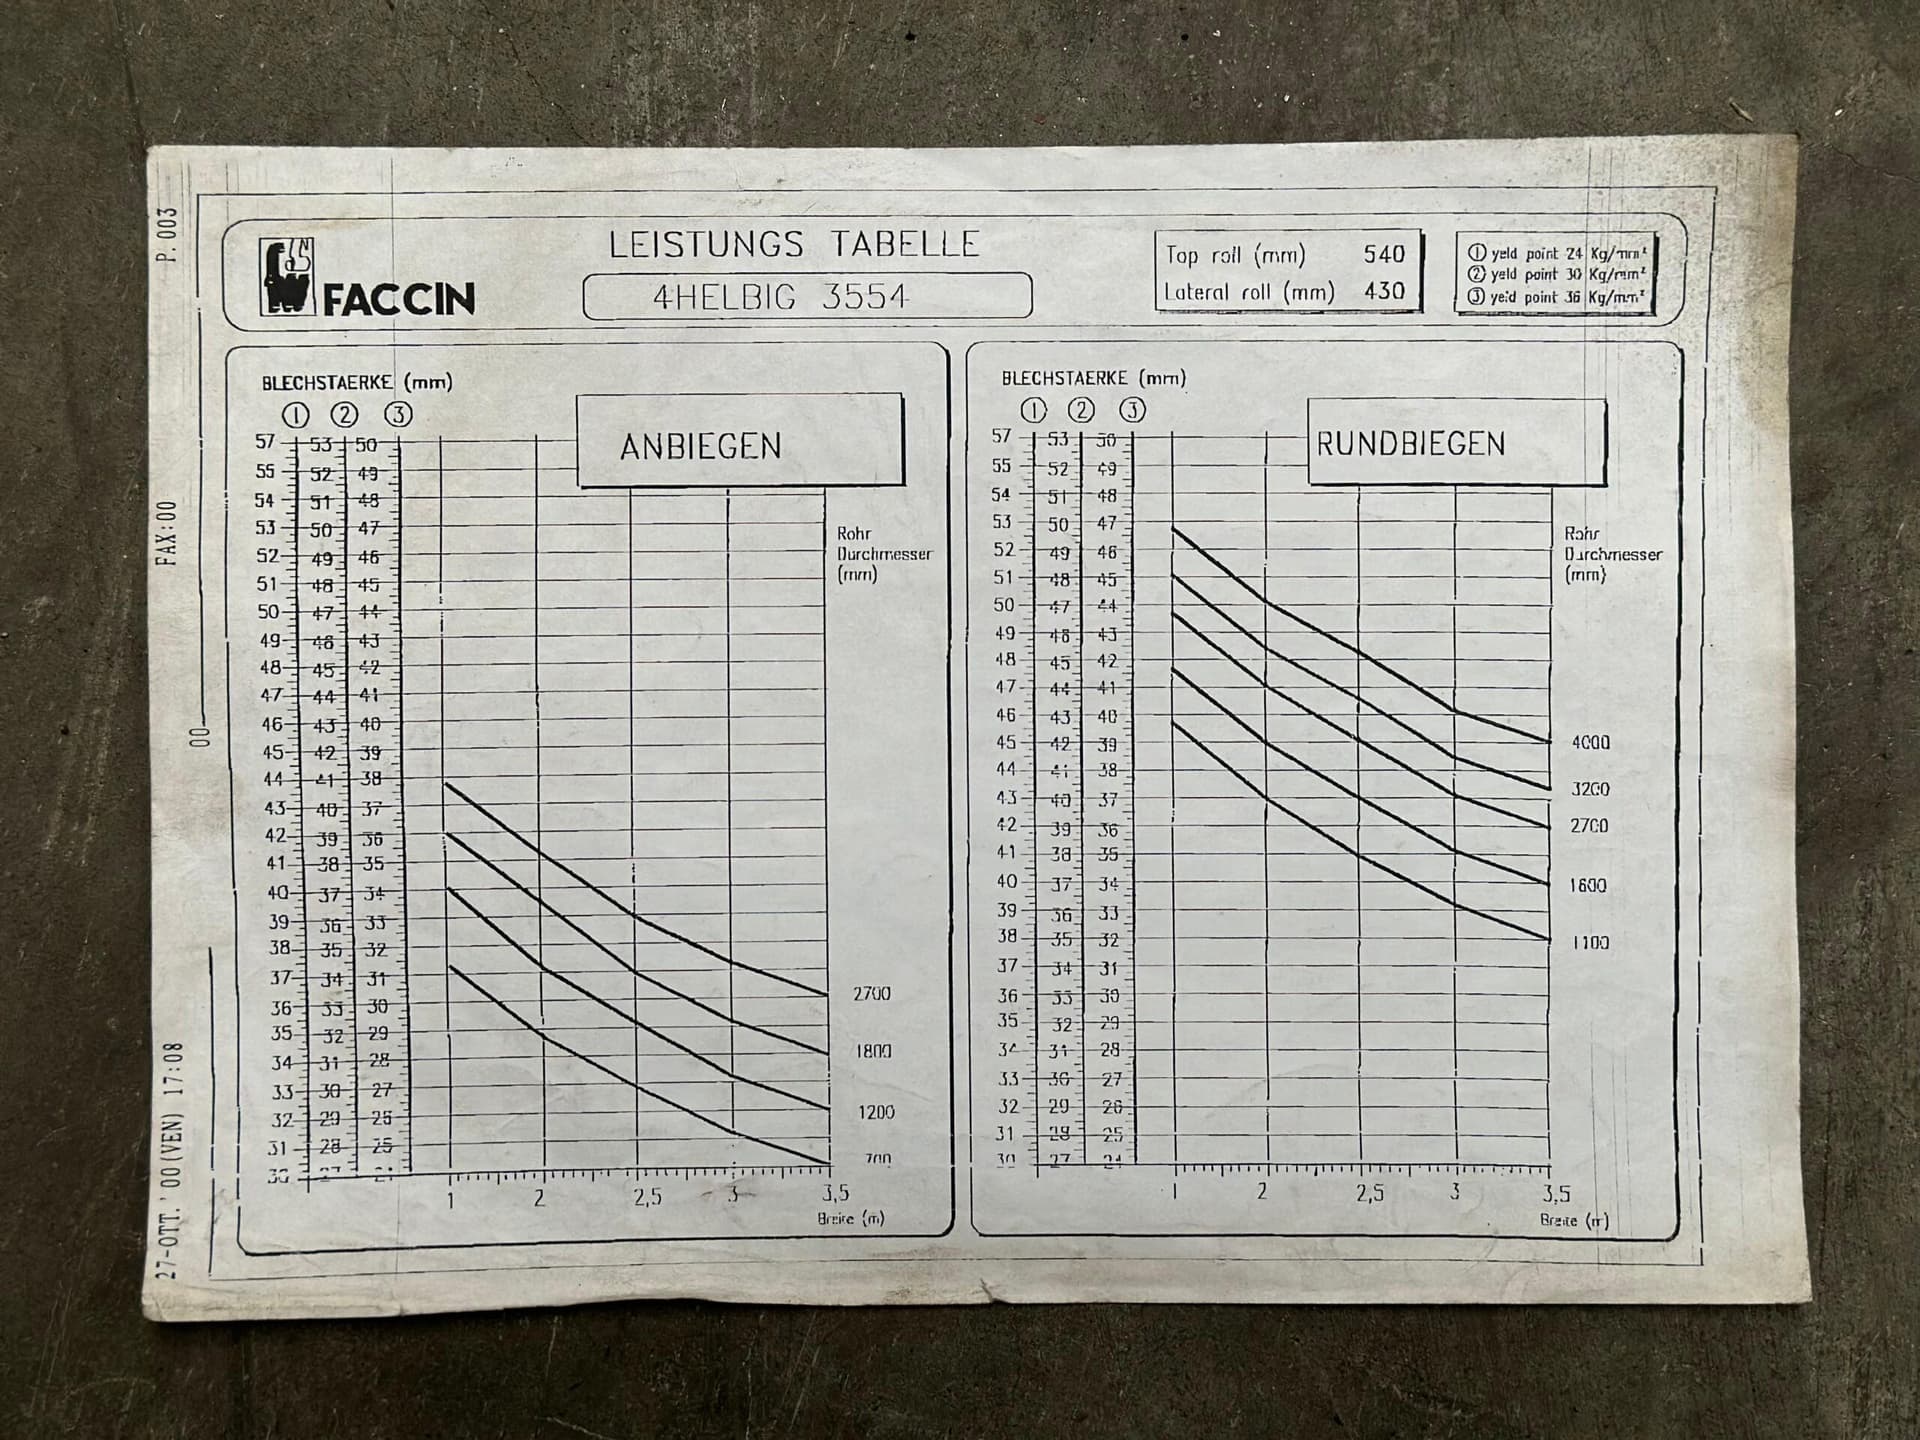 P.003
FAX:00
00
27-OTT.'00(VEN) 17:08
FACCIN
LEISTUNGS TABELLE
4HELBIG 3554
Top roll (mm) 540
Lateral roll (mm) 430
① yeld point 24 Kg/mm²
② yeld point 30 Kg/mm²
③ yeld point 36 Kg/mm²
BLECHSTAERKE (mm)
① ② ③
ANBIEGEN
57 53 50
55 52 49
54 51 48
53 50 47
52 49 46
51 48 45
50 47 44
49 46 43
48 45 42
47 44 41
46 43 40
45 42 39
44 41 38
43 40 37
42 39 36
41 38 35
40 37 34
39 36 33
38 35 32
37 34 31
36 33 30
35 32 29
34 31 28
33 30 27
32 29 26
31 28 25
30 27 24
Rohr
Durchmesser
(mm)
2700
1800
1200
700
1 2 2,5 3 3,5
Breite (m)
BLECHSTAERKE (mm)
① ② ③
RUNDBIEGEN
57 53 50
55 52 49
54 51 48
53 50 47
52 49 46
51 48 45
50 47 44
49 46 43
48 45 42
47 44 41
46 43 40
45 42 39
44 41 38
43 40 37
42 39 36
41 38 35
40 37 34
39 36 33
38 35 32
37 34 31
36 33 30
35 32 29
34 31 28
33 30 27
32 29 26
31 28 25
30 27 24
Rohr
Durchmesser
(mm)
4000
3200
2700
1600
1100
1 2 2,5 3 3,5
Breite (m)